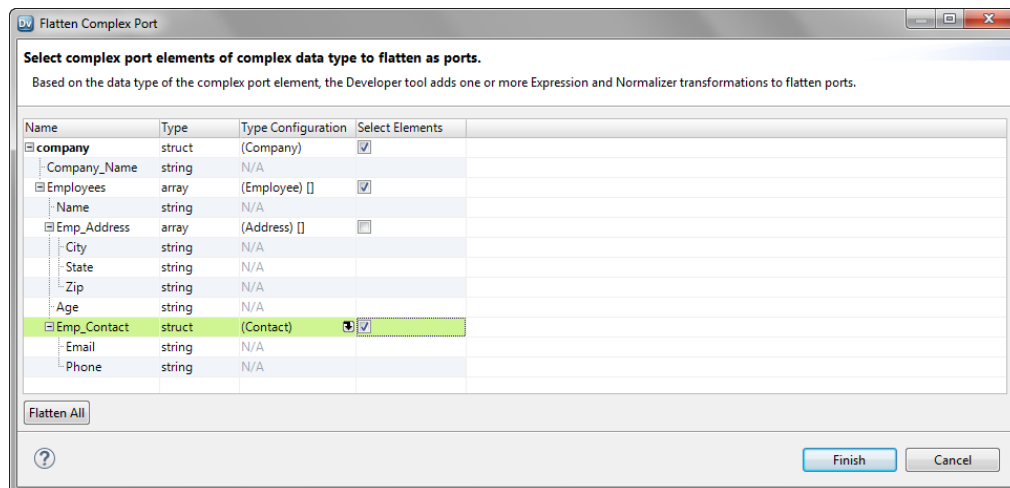 Dv Flatten Complex Port
Select complex port elements of complex data type to flatten as ports.
Based on the data type of the complex port element, the Developer tool adds one or more Expression and Normalizer transformations to flatten ports.
Name Type Type Configuration Select Elements
company struct (Company)
Company_Name string N/A
Employees array (Employee) []
Name string N/A
Emp_Address array (Address) []
City string N/A
State string N/A
Zip string N/A
Age string N/A
Emp_Contact struct (Contact)
Email string N/A
Phone string N/A
Flatten All
? Finish Cancel